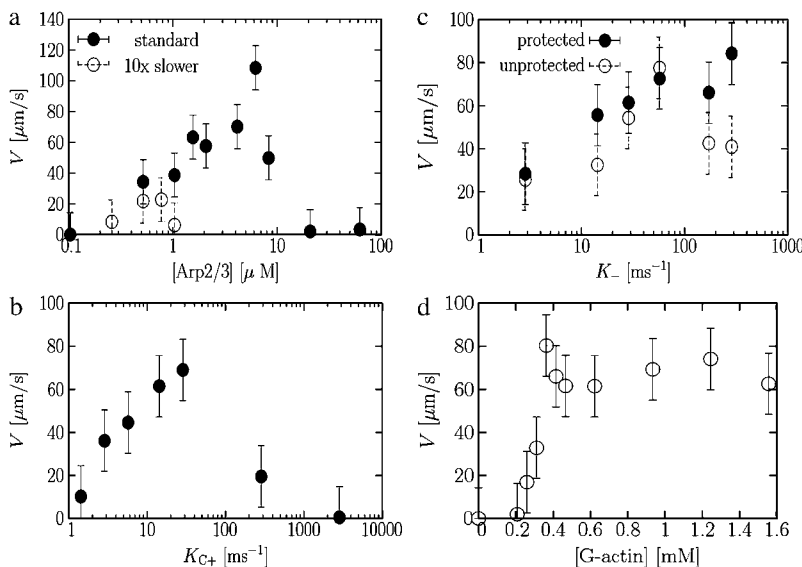 a
140
120
100
80
60
40
20
0
V [μm/s]
standard
10x slower
0.1 1 10 100
[Arp2/3] [μ M]
c
100
80
60
40
20
0
V [μm/s]
protected
unprotected
1 10 100 1000
K− [ms⁻¹]
b
100
80
60
40
20
0
V [μm/s]
1 10 100 1000 10000
K_C+ [ms⁻¹]
d
100
80
60
40
20
0
V [μm/s]
0 0.2 0.4 0.6 0.8 1 1.2 1.4 1.6
[G-actin] [mM]